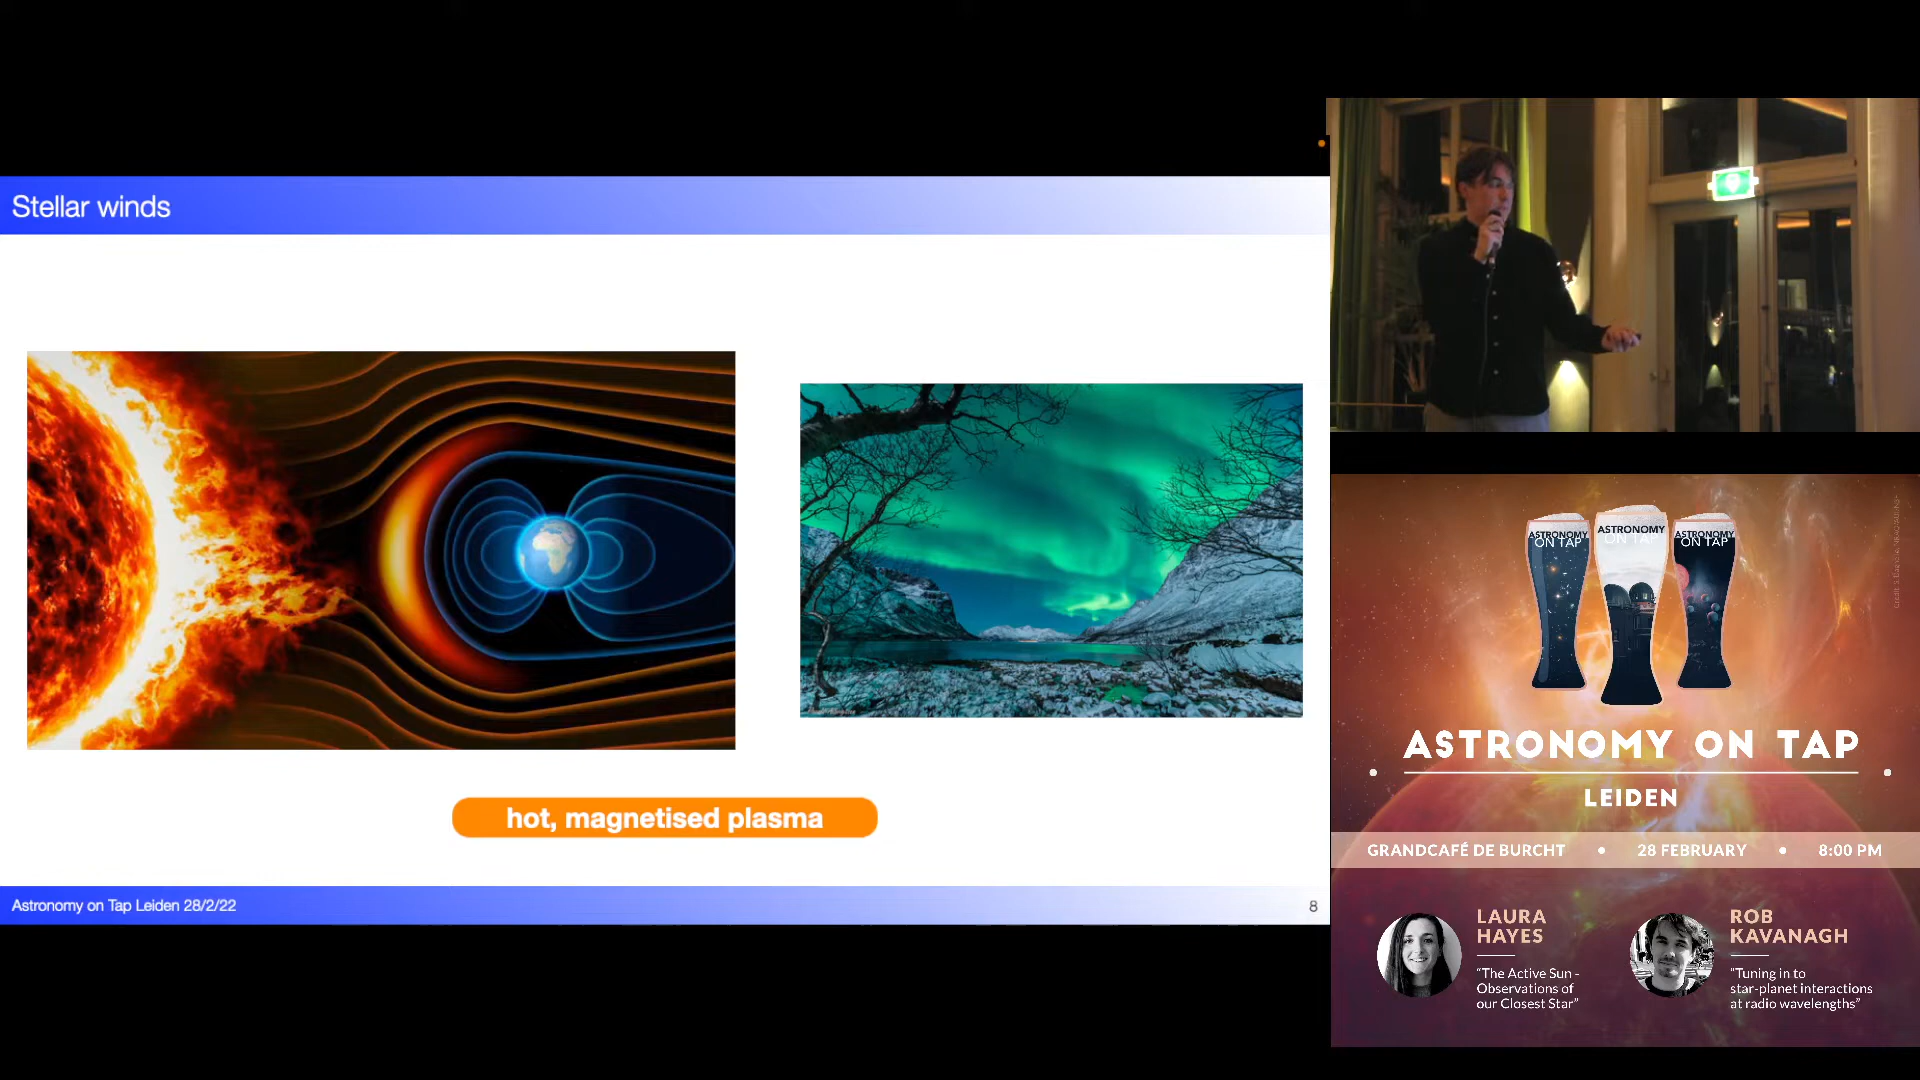 Stellar winds
hot, magnetised plasma
Astronomy on Tap Leiden 28/2/22
8
ASTRONOMY
ON TAP
ASTRONOMY
ON TAP
ASTRONOMY
ON TAP
ASTRONOMY ON TAP
LEIDEN
GRANDCAFÉ DE BURCHT • 28 FEBRUARY • 8:00 PM
LAURA
HAYES
“The Active Sun -
Observations of
our Closest Star”
ROB
KAVANAGH
“Tuning in to
star-planet interactions
at radio wavelengths”